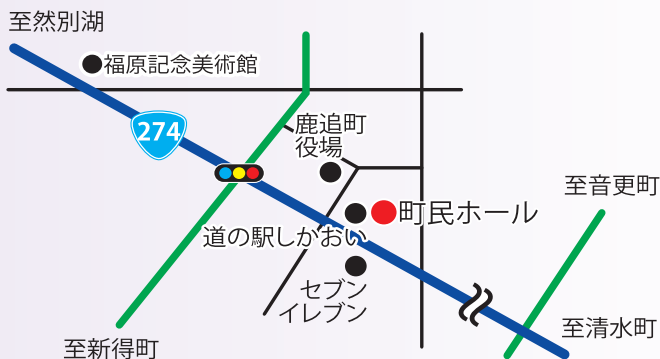 至然別湖
福原記念美術館
274
鹿追町
役場
至音更町
町民ホール
道の駅しかおい
セブン
イレブン
至清水町
至新得町